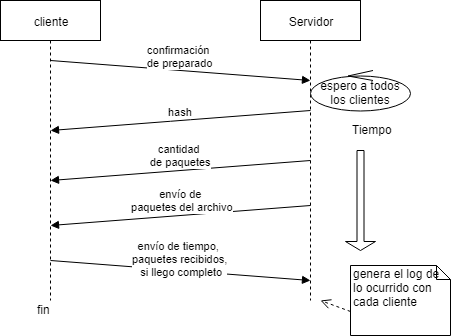 cliente
Servidor
confirmación
de preparado
espero a todos
los clientes
hash
Tiempo
cantidad
de paquetes
envío de
paquetes del archivo
envío de tiempo,
paquetes recibidos,
si llego completo
genera el log de
lo ocurrido con
cada cliente
fin